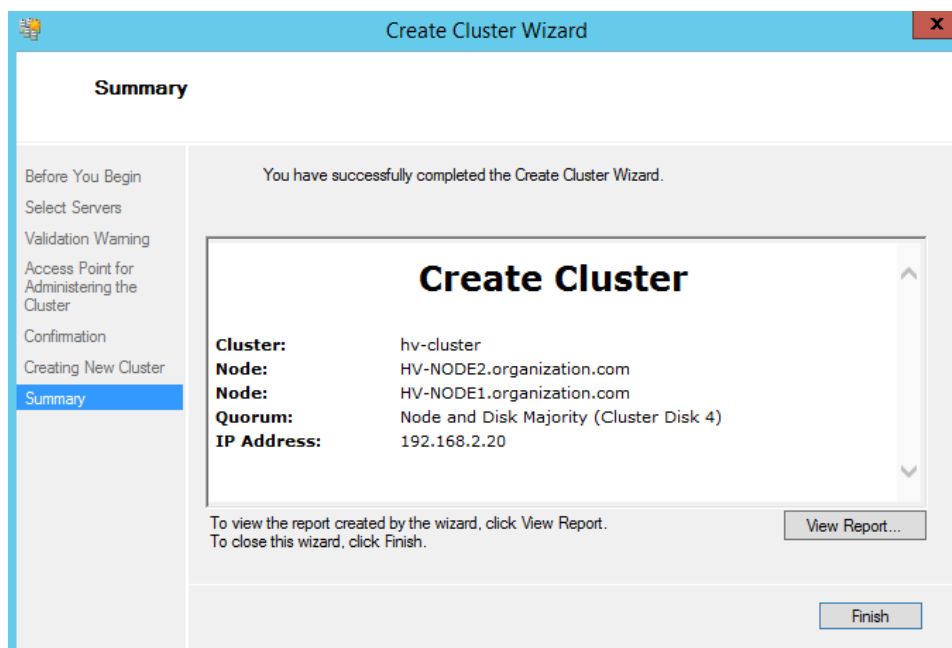 Create Cluster Wizard
x
Summary
Before You Begin
Select Servers
Validation Warning
Access Point for
Administering the
Cluster
Confirmation
Creating New Cluster
Summary
You have successfully completed the Create Cluster Wizard.
Create Cluster
Cluster: hv-cluster
Node: HV-NODE2.organization.com
Node: HV-NODE1.organization.com
Quorum: Node and Disk Majority (Cluster Disk 4)
IP Address: 192.168.2.20
To view the report created by the wizard, click View Report.
To close this wizard, click Finish.
View Report...
Finish